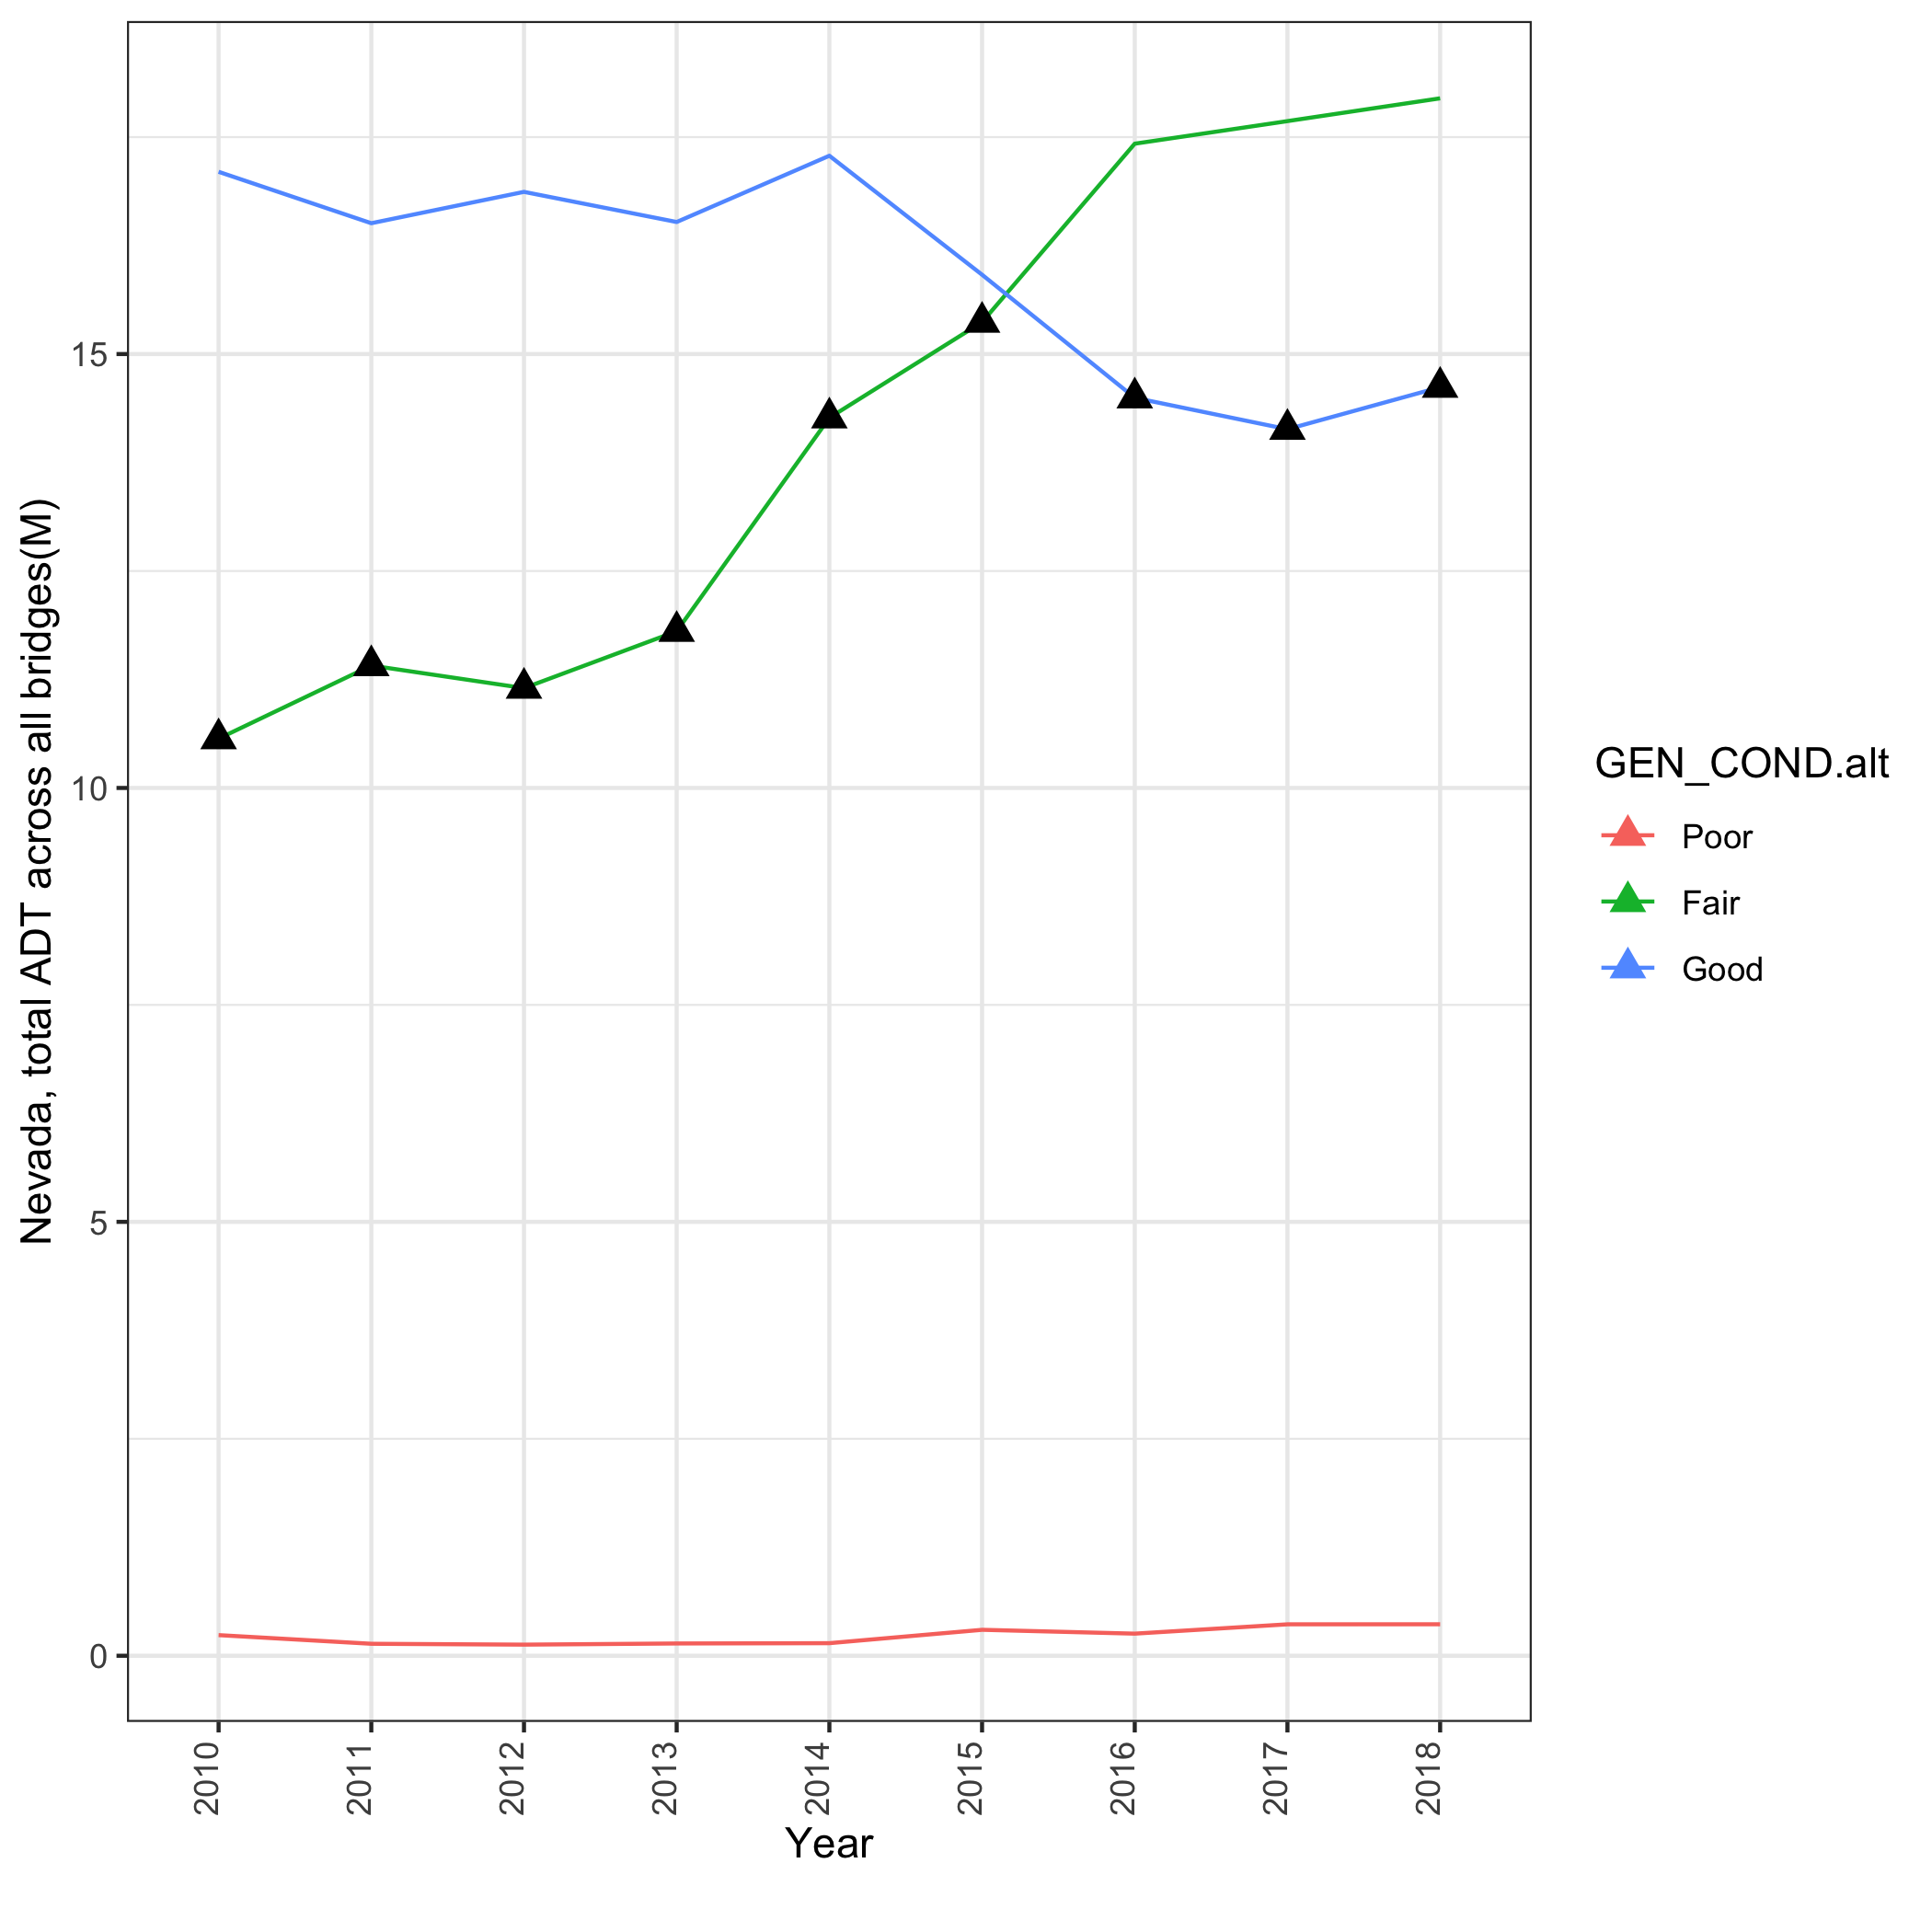 Nevada, total ADT across all bridges(M)
15
10
5
0
2010
2011
2012
2013
2014
2015
2016
2017
2018
Year
GEN_COND.alt
Poor
Fair
Good